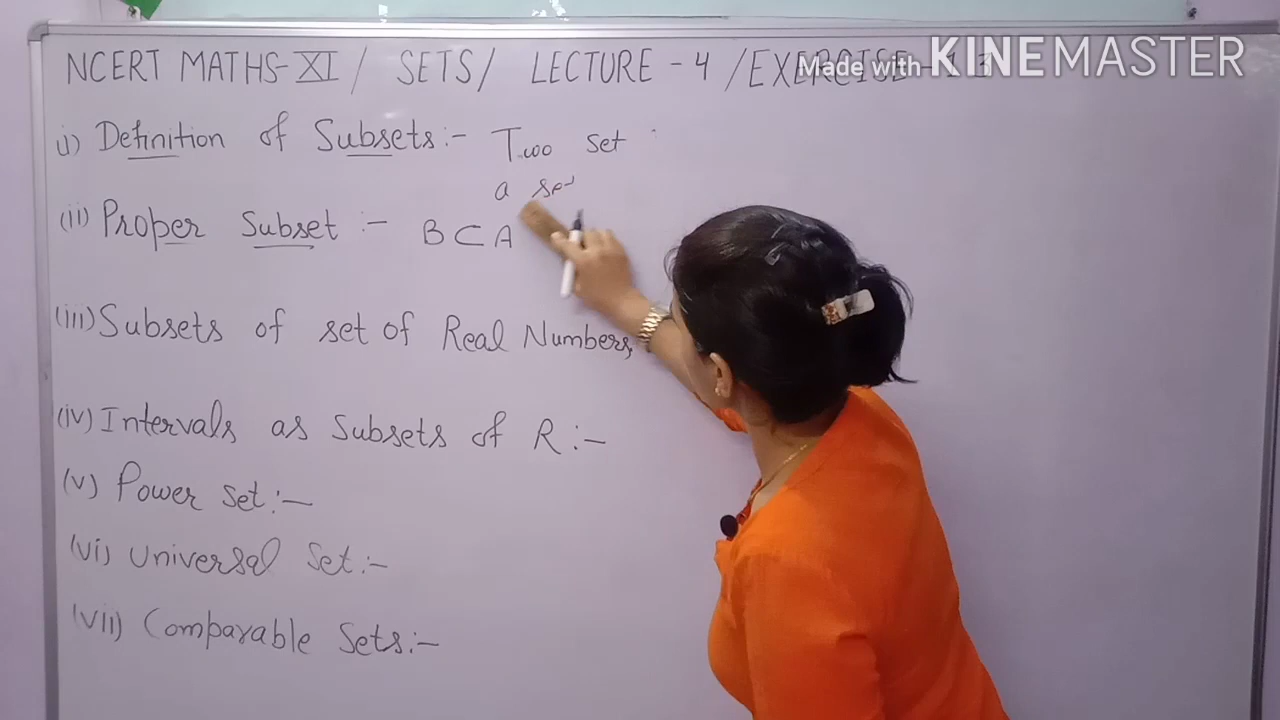 NCERT MATHS-XI / SETS / LECTURE - 4 / EXERCISE
Made with KINEMASTER
i) Definition of Subsets:- Two set
a set
(ii) Proper Subset :- B ⊂ A
(iii) Subsets of set of Real Numbers,
(iv) Intervals as Subsets of R :-
(v) Power set :-
(vi) Universal Set :-
(vii) Comparable Sets :-